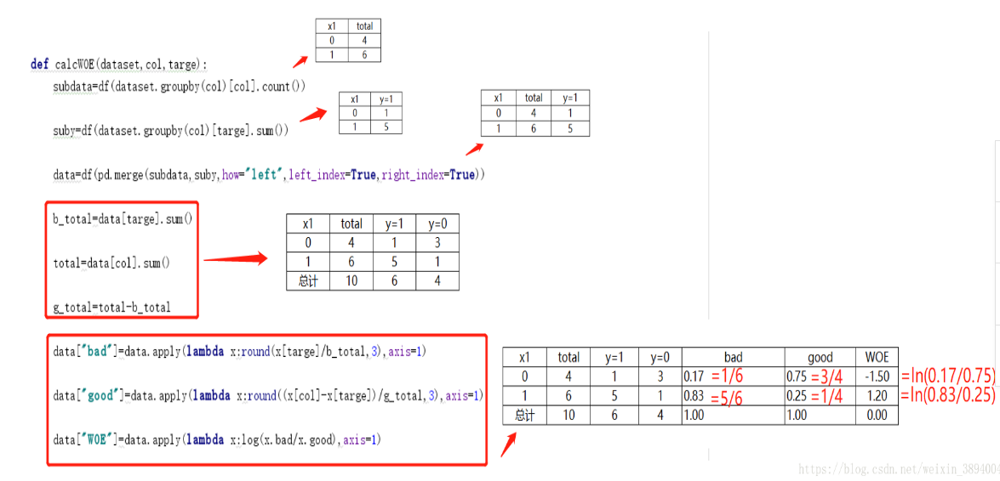 x1 total
0 4
1 6
def calcWOE(dataset,col,targe):
subdata=df(dataset.groupby(col)[col].count())
x1 y=1
0 1
1 5
x1 total y=1
0 4 1
1 6 5
suby=df(dataset.groupby(col)[targe].sum())
data=df(pd.merge(subdata,suby,how="left",left_index=True,right_index=True))
b_total=data[targe].sum()
total=data[col].sum()
g_total=total-b_total
x1 total y=1 y=0
0 4 1 3
1 6 5 1
总计 10 6 4
data["bad"]=data.apply(lambda x:round(x[targe]/b_total,3),axis=1)
data["good"]=data.apply(lambda x:round((x[col]-x[targe])/g_total,3),axis=1)
data["WOE"]=data.apply(lambda x:log(x.bad/x.good),axis=1)
x1 total y=1 y=0 bad good WOE
0 4 1 3 0.17 =1/6 0.75 =3/4 -1.50 =ln(0.17/0.75)
1 6 5 1 0.83 =5/6 0.25 =1/4 1.20 =ln(0.83/0.25)
总计 10 6 4 1.00 1.00 0.00
https://blog.csdn.net/weixin_3894004